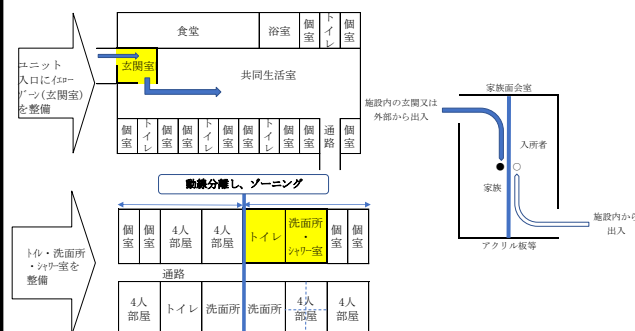 ユニット
入口にイエロー
ゾーン(玄関室)
を整備
食堂
浴室
個室
トイレ
個室
玄関室
共同生活室
個室
トイレ
個室
個室
トイレ
個室
個室
トイレ
個室
個室
通路
個室
動線分離し、ゾーニング
トイレ・洗面所
・シャワー室を
整備
個室
個室
4人
部屋
4人
部屋
トイレ
洗面所
・
シャワー室
個室
個室
通路
4人
部屋
トイレ
洗面所
洗面所
4人
部屋
4人
部屋
家族面会室
施設内の玄関又は
外部から出入
入所者
家族
施設内から
出入
アクリル板等